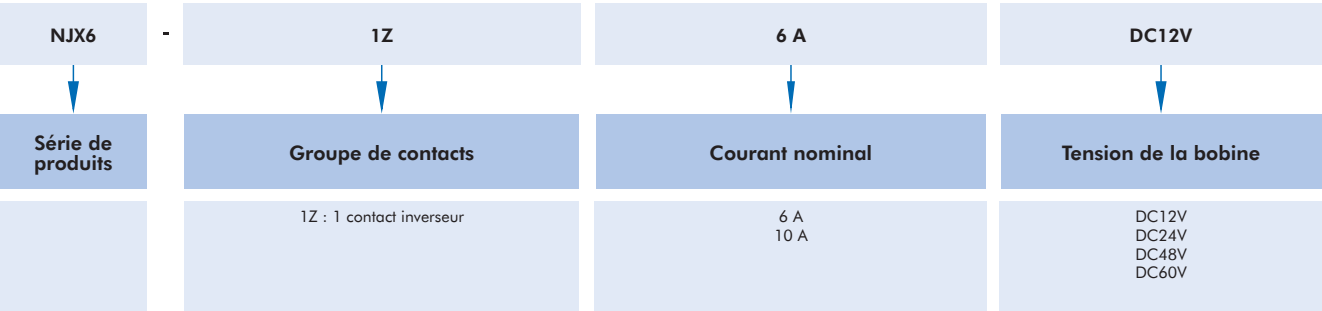 NJX6 - 1Z 6 A DC12V
Série de
produits
Groupe de contacts
Courant nominal
Tension de la bobine
1Z : 1 contact inverseur
6 A
10 A
DC12V
DC24V
DC48V
DC60V